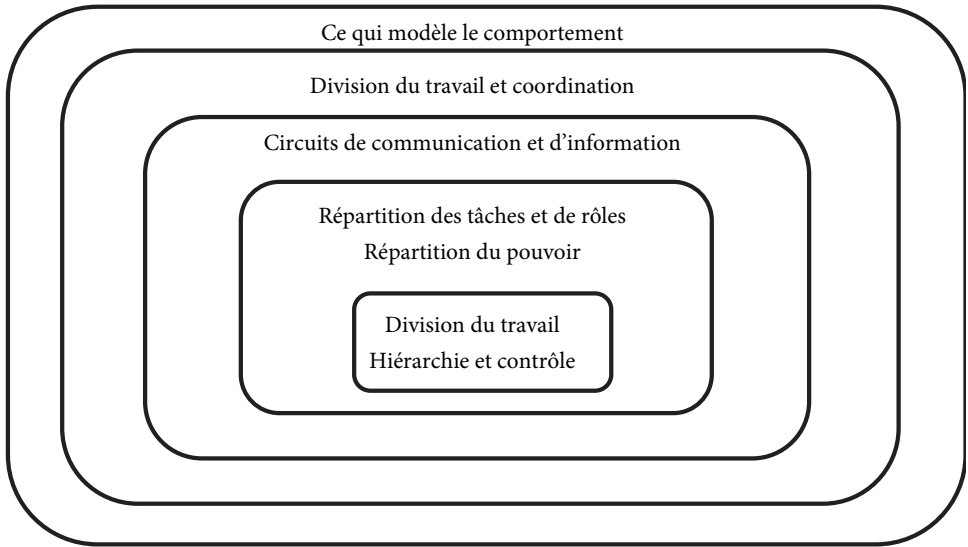 Ce qui modèle le comportement
Division du travail et coordination
Circuits de communication et d'information
Répartition des tâches et de rôles
Répartition du pouvoir
Division du travail
Hiérarchie et contrôle